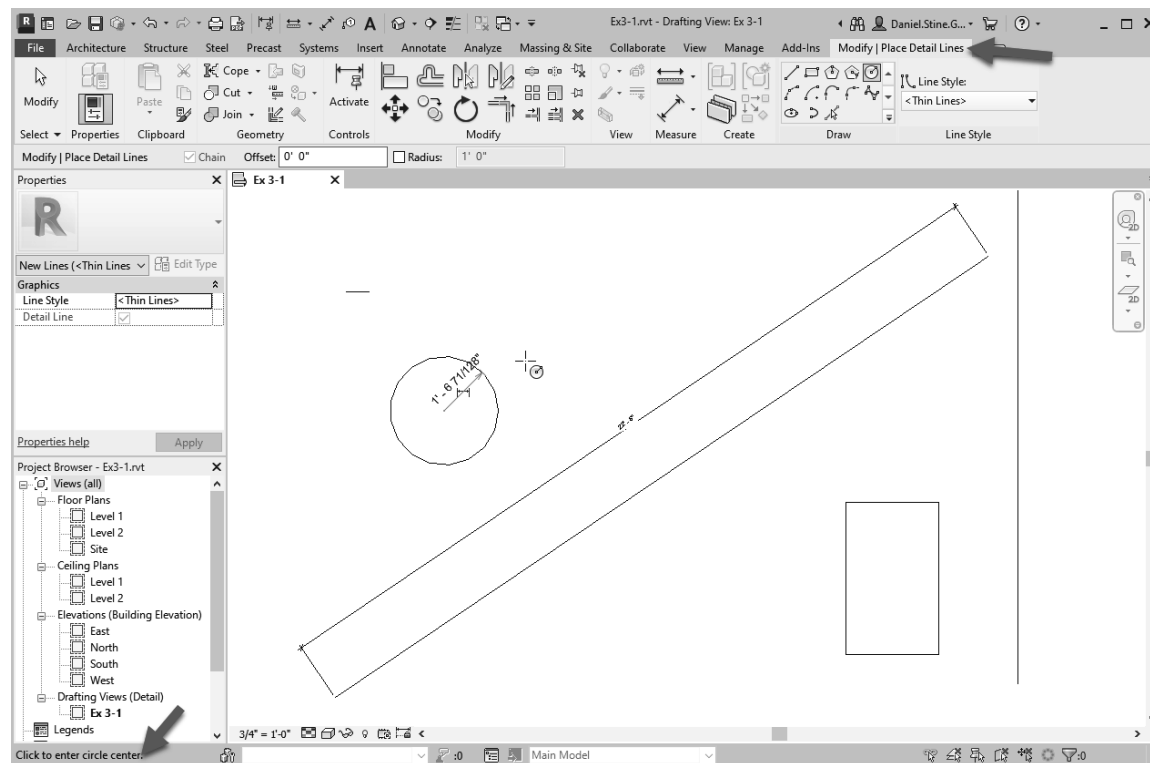 R Ex3-1.rvt - Drafting View: Ex 3-1 Daniel.Stine.G...
File Architecture Structure Steel Precast Systems Insert Annotate Analyze Massing & Site Collaborate View Manage Add-Ins Modify | Place Detail Lines
Cope
Cut
Join
Modify
Paste
Activate
Line Style:
<Thin Lines>
Select Properties Clipboard Geometry Controls Modify View Measure Create Draw Line Style
Modify | Place Detail Lines Chain Offset: 0' 0" Radius: 1' 0"
Properties X
Ex 3-1 X
R
New Lines (<Thin Lines Edit Type
Graphics
Line Style <Thin Lines>
Detail Line
Properties help Apply
Project Browser - Ex3-1.rvt X
Views (all)
Floor Plans
Level 1
Level 2
Site
Ceiling Plans
Level 1
Level 2
Elevations (Building Elevation)
East
North
South
West
Drafting Views (Detail)
Ex 3-1
Legends
1' - 6 71/128"
2D
2D
3/4" = 1'-0"
Click to enter circle center. :0 Main Model :0